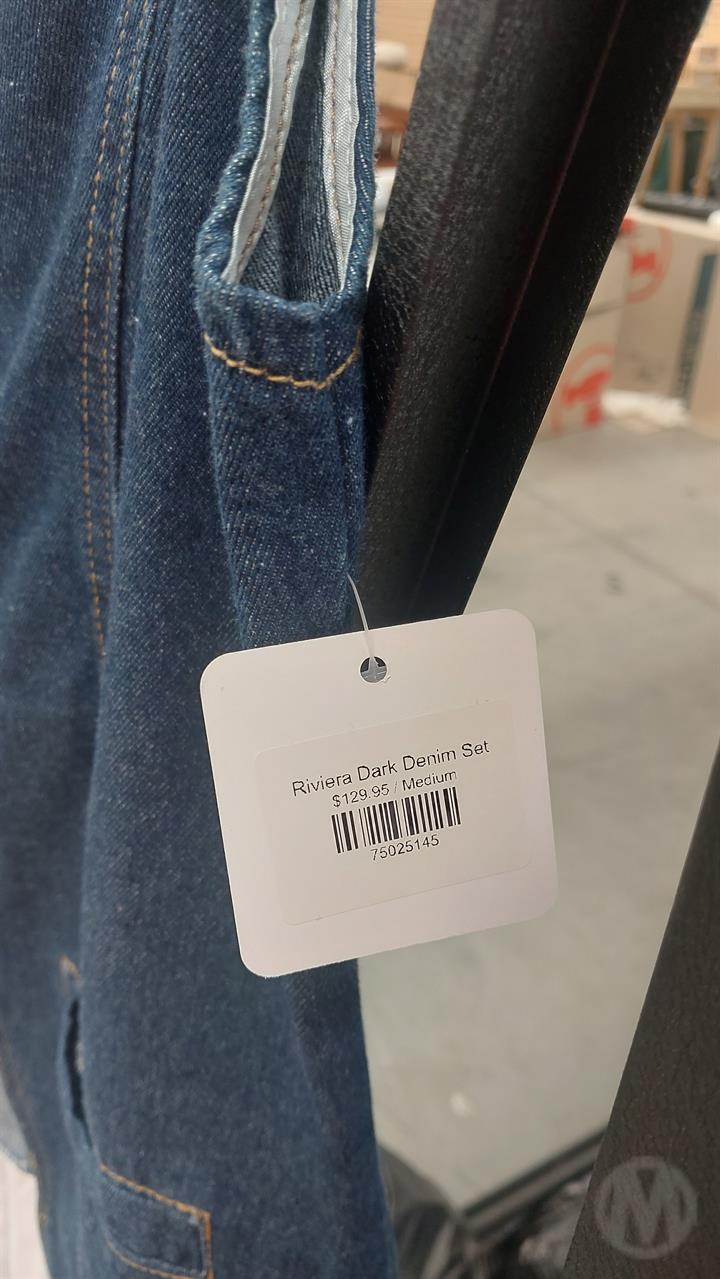 Riviera Dark Denim Set
$129.95 / Medium
75025145
M